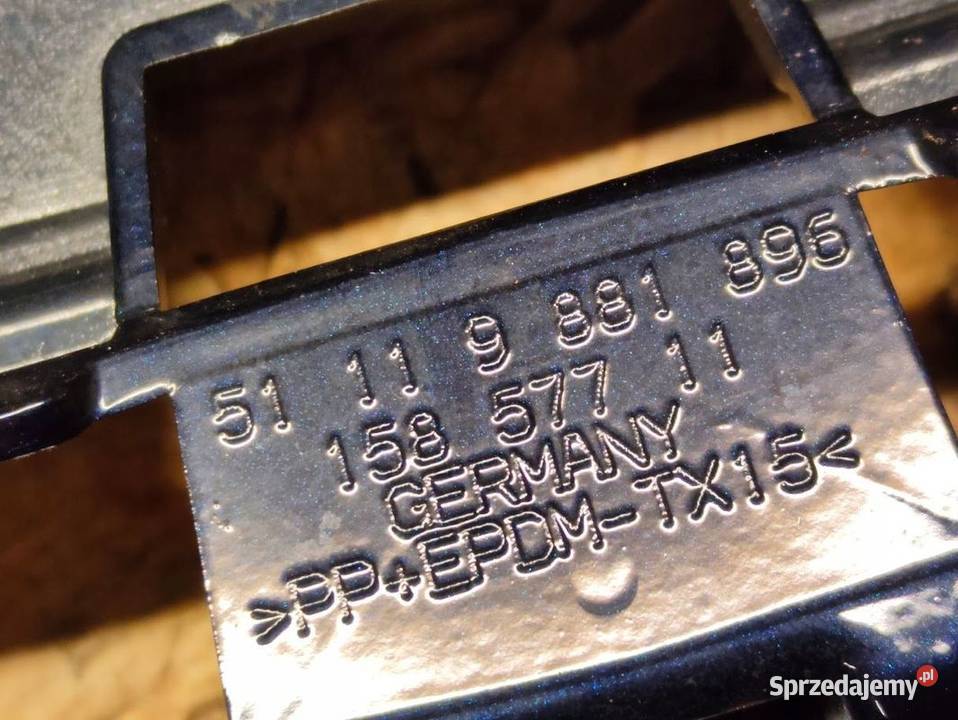 51 11 9 881 896
158 577 11
GERMANY
>PP+EPDM-TX15<
Sprzedajemy.pl